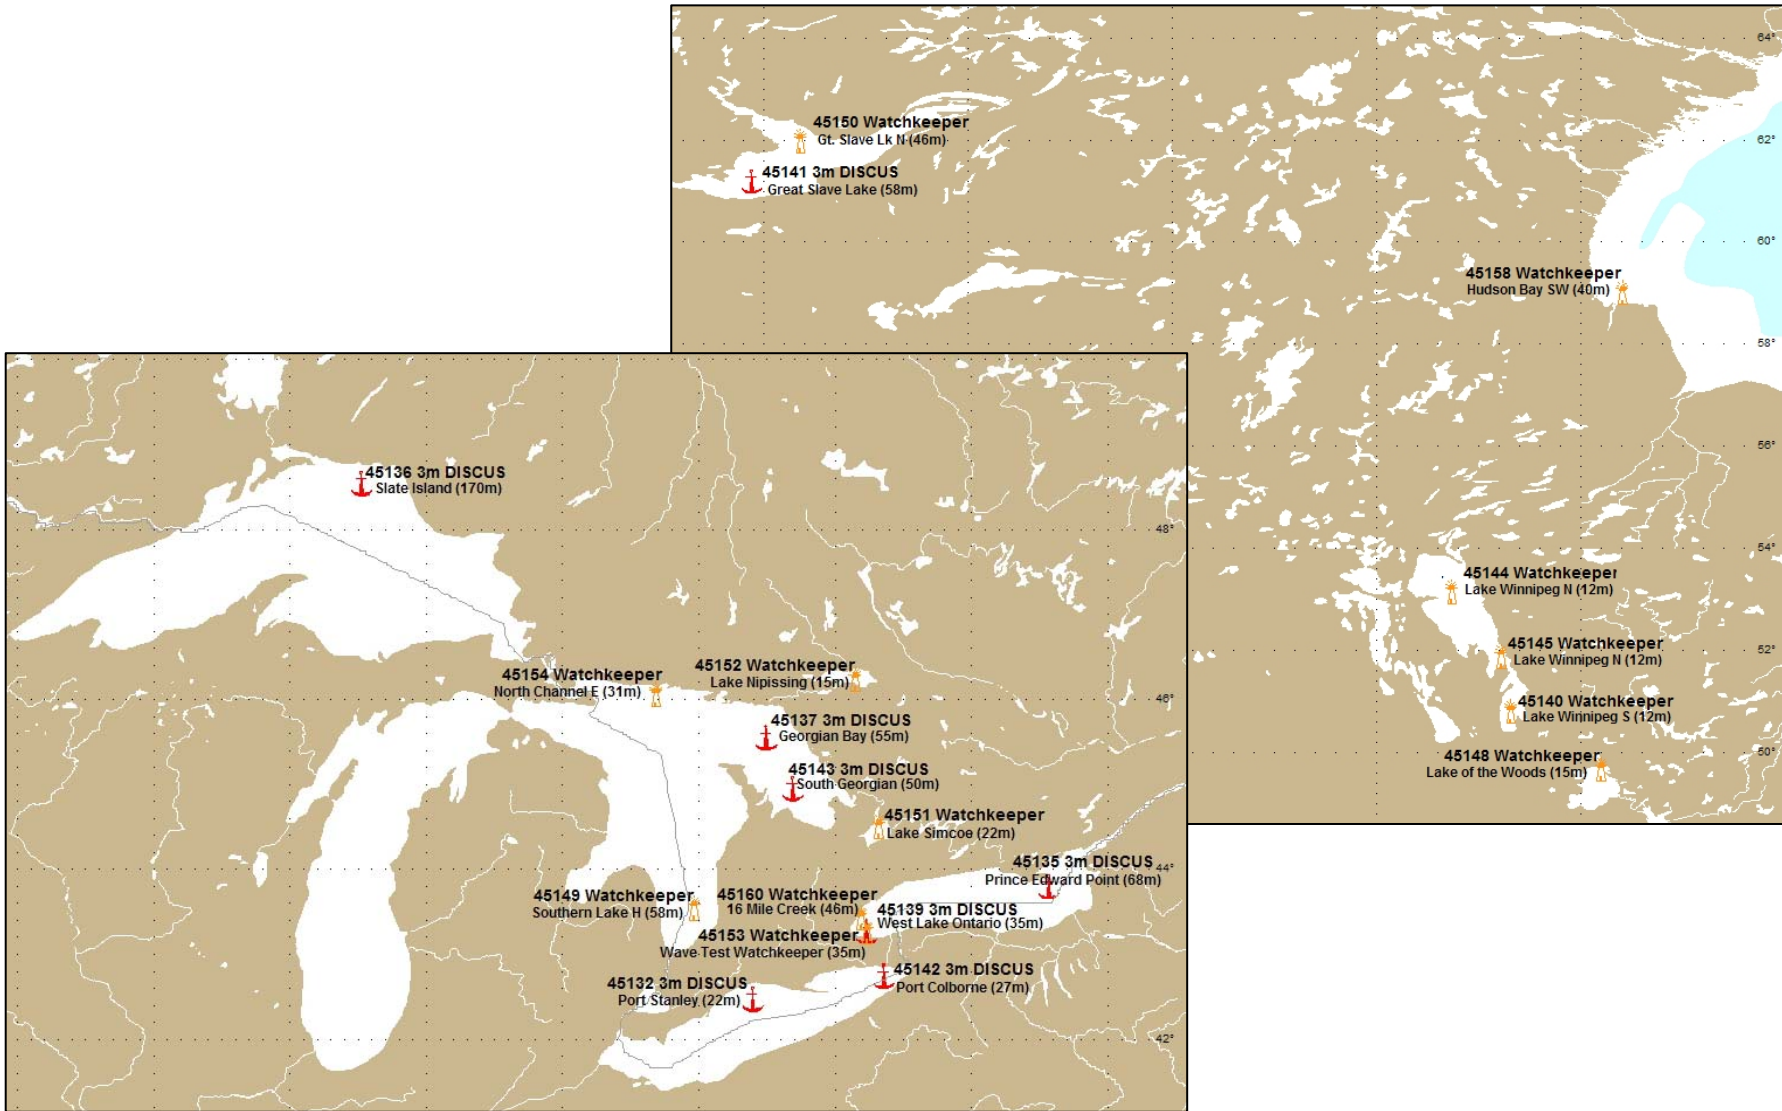 64°
45150 Watchkeeper
Gt. Slave Lk N (46m)
62°
45141 3m DISCUS
Great Slave Lake (58m)
60°
45158 Watchkeeper
Hudson Bay SW (40m)
58°
56°
54°
45144 Watchkeeper
Lake Winnipeg N (12m)
45145 Watchkeeper
Lake Winnipeg N (12m)
52°
45140 Watchkeeper
Lake Winnipeg S (12m)
45148 Watchkeeper
Lake of the Woods (15m)
50°
45136 3m DISCUS
Slate Island (170m)
48°
45154 Watchkeeper
North Channel E (31m)
45152 Watchkeeper
Lake Nipissing (15m)
46°
45137 3m DISCUS
Georgian Bay (55m)
45143 3m DISCUS
South Georgian (50m)
45151 Watchkeeper
Lake Simcoe (22m)
45135 3m DISCUS
Prince Edward Point (68m)
44°
45149 Watchkeeper
Southern Lake H (58m)
45160 Watchkeeper
16 Mile Creek (46m)
45139 3m DISCUS
West Lake Ontario (35m)
45153 Watchkeeper
Wave Test Watchkeeper (35m)
45142 3m DISCUS
Port Colborne (27m)
45132 3m DISCUS
Port Stanley (22m)
42°